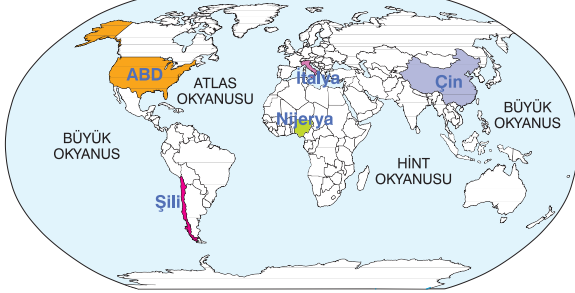 ABD
ATLAS
OKYANUSU
İtalya
Çin
Nijerya
BÜYÜK
OKYANUS
BÜYÜK
OKYANUS
HİNT
OKYANUSU
Şili